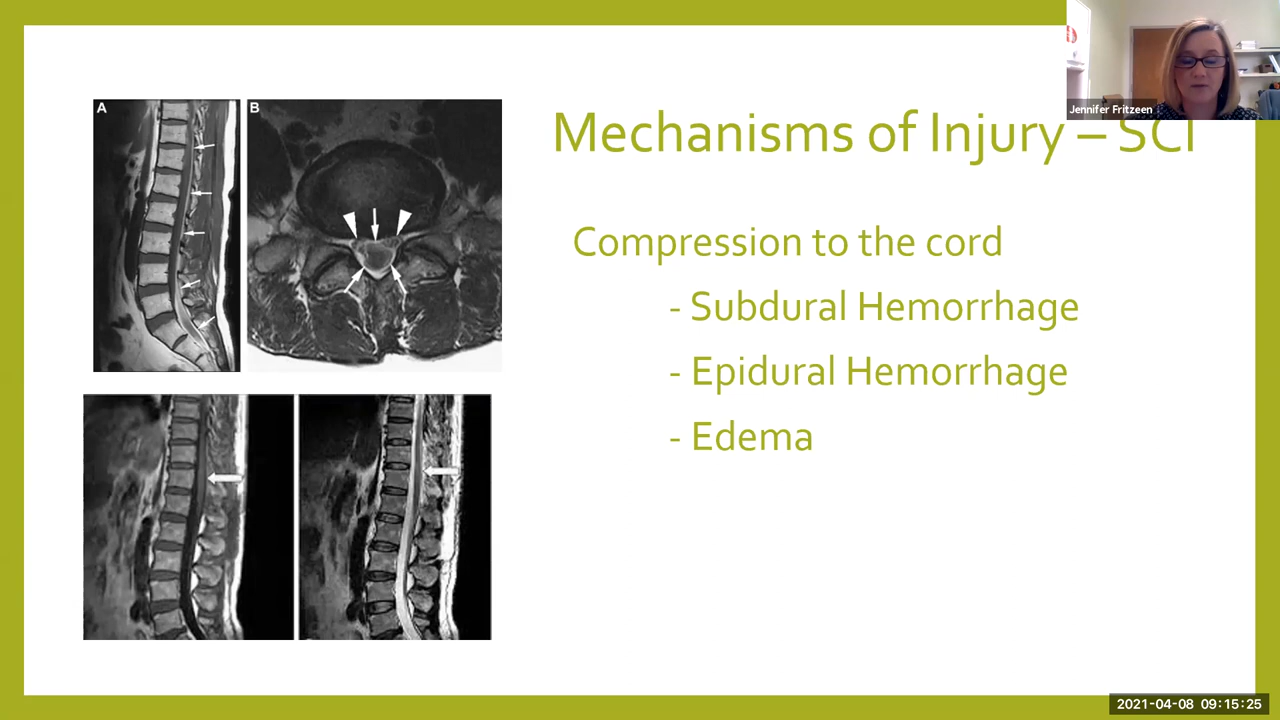 A
B
Jennifer Fritzeen
Mechanisms of Injury – SCI
Compression to the cord
- Subdural Hemorrhage
- Epidural Hemorrhage
- Edema
2021-04-08 09:15:25